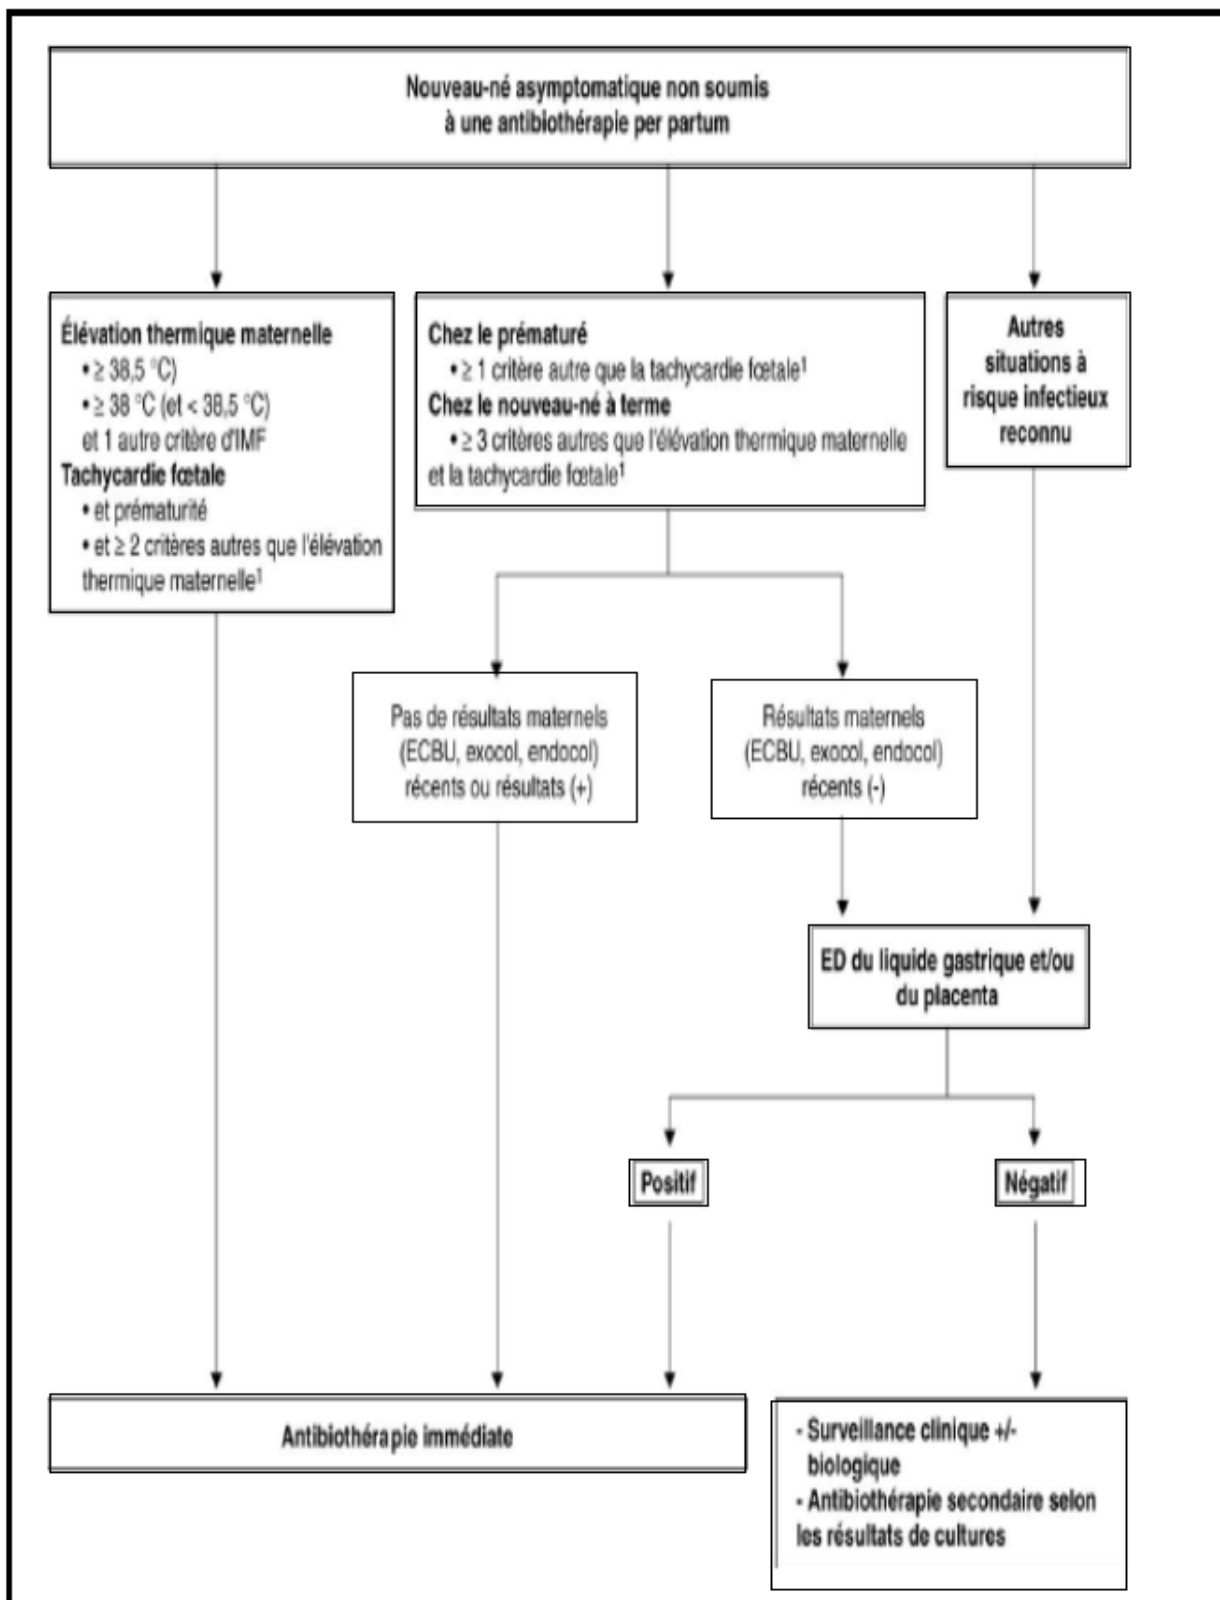 Nouveau-né asymptomatique non soumis
à une antibiothérapie per partum
Élévation thermique maternelle
• ≥ 38,5 °C)
• ≥ 38 °C (et < 38,5 °C)
et 1 autre critère d'IMF
Tachycardie fœtale
• et prématurité
• et ≥ 2 critères autres que l'élévation
thermique maternelle¹
Chez le prématuré
• ≥ 1 critère autre que la tachycardie fœtale¹
Chez le nouveau-né à terme
• ≥ 3 critères autres que l'élévation thermique maternelle
et la tachycardie fœtale¹
Autres
situations à
risque infectieux
reconnu
Pas de résultats maternels
(ECBU, exocol, endocol)
récents ou résultats (+)
Résultats maternels
(ECBU, exocol, endocol)
récents (-)
ED du liquide gastrique et/ou
du placenta
Positif
Négatif
Antibiothérapie immédiate
- Surveillance clinique +/-
biologique
- Antibiothérapie secondaire selon
les résultats de cultures